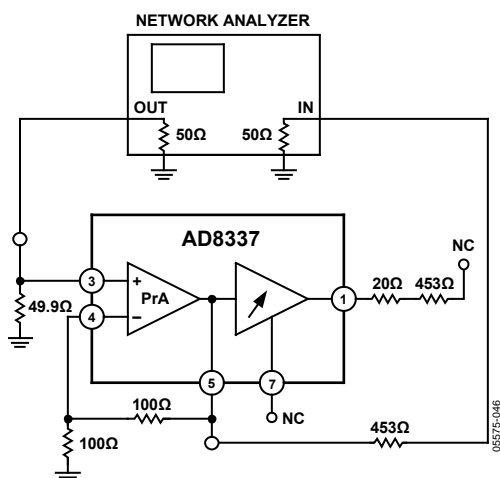 NETWORK ANALYZER
OUT
IN
50Ω
50Ω
AD8337
NC
3
+
PrA
1
20Ω
453Ω
49.9Ω
4
−
5
7
100Ω
NC
100Ω
453Ω
05575-046